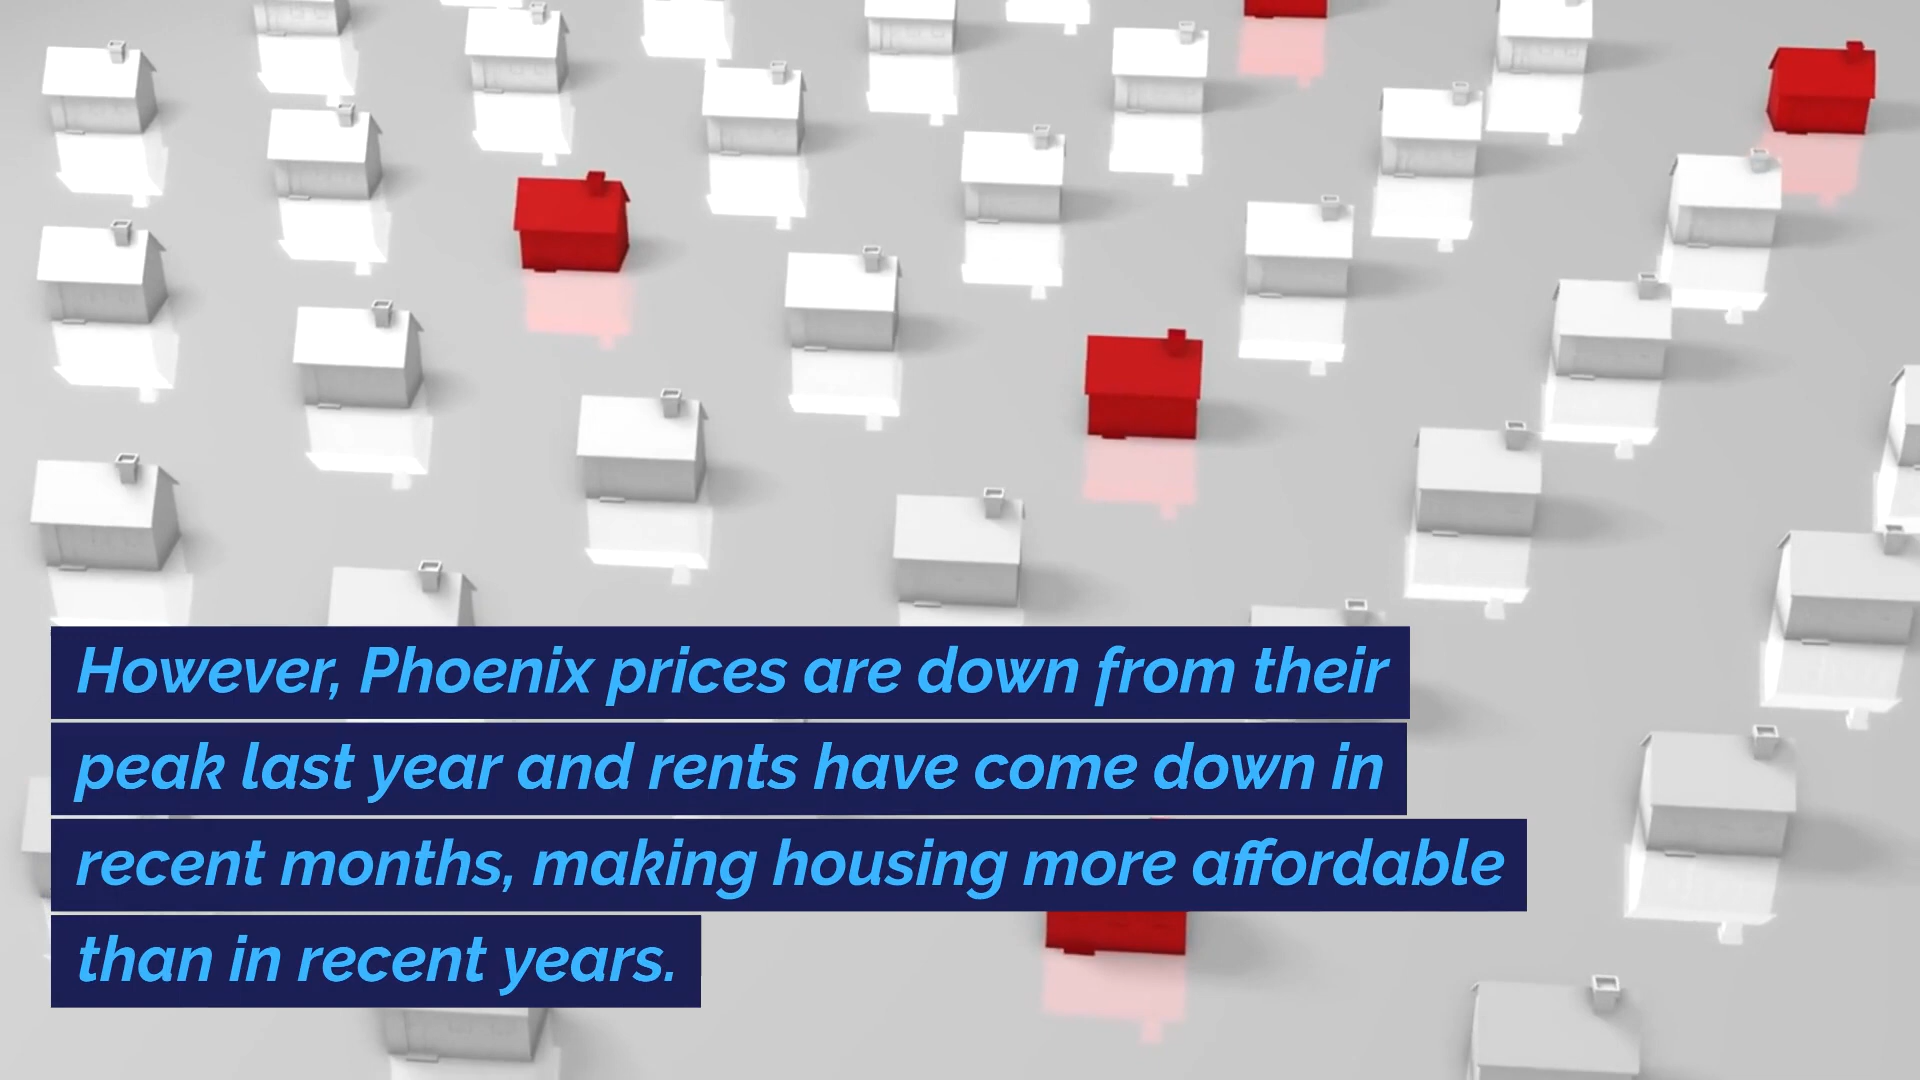 However, Phoenix prices are down from their
peak last year and rents have come down in
recent months, making housing more affordable
than in recent years.